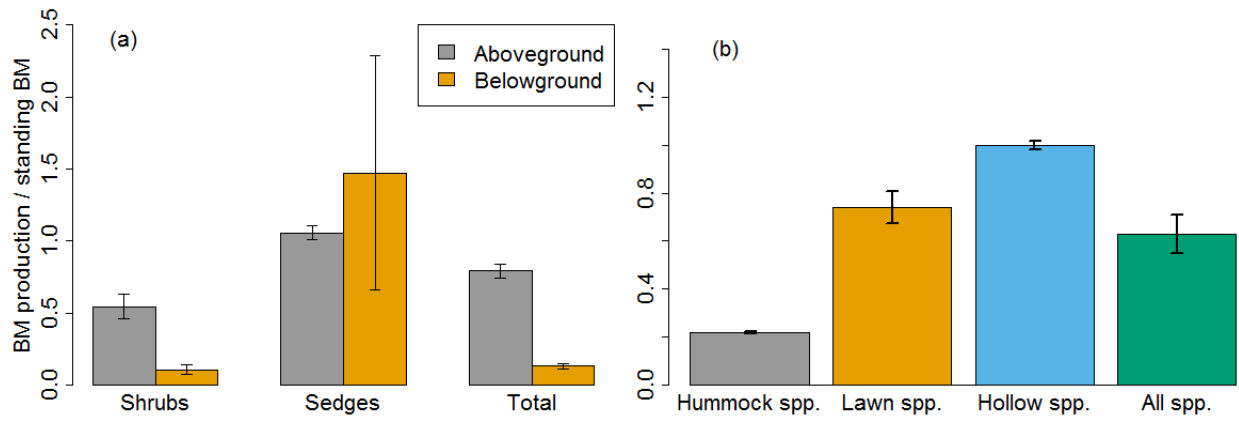 (a)
Aboveground
Belowground
BM production / standing BM
0.0
0.5
1.0
1.5
2.0
2.5
Shrubs
Sedges
Total
(b)
0.0
0.4
0.8
1.2
Hummock spp.
Lawn spp.
Hollow spp.
All spp.